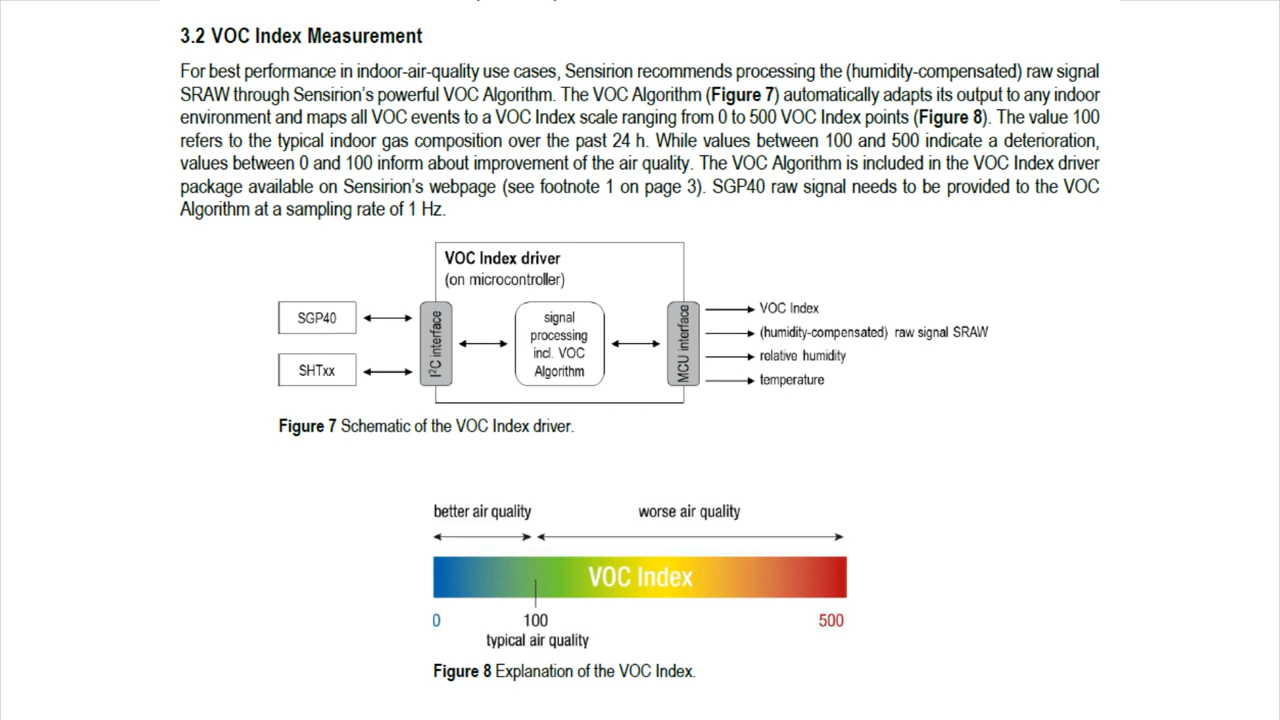 3.2 VOC Index Measurement
For best performance in indoor-air-quality use cases, Sensirion recommends processing the (humidity-compensated) raw signal
SRAW through Sensirion's powerful VOC Algorithm. The VOC Algorithm (Figure 7) automatically adapts its output to any indoor
environment and maps all VOC events to a VOC Index scale ranging from 0 to 500 VOC Index points (Figure 8). The value 100
refers to the typical indoor gas composition over the past 24 h. While values between 100 and 500 indicate a deterioration,
values between 0 and 100 inform about improvement of the air quality. The VOC Algorithm is included in the VOC Index driver
package available on Sensirion's webpage (see footnote 1 on page 3). SGP40 raw signal needs to be provided to the VOC
Algorithm at a sampling rate of 1 Hz.
VOC Index driver
(on microcontroller)
SGP40
SHTxx
I²C interface
signal
processing
incl. VOC
Algorithm
MCU interface
VOC Index
(humidity-compensated) raw signal SRAW
relative humidity
temperature
Figure 7 Schematic of the VOC Index driver.
better air quality
worse air quality
VOC Index
0
100
500
typical air quality
Figure 8 Explanation of the VOC Index.